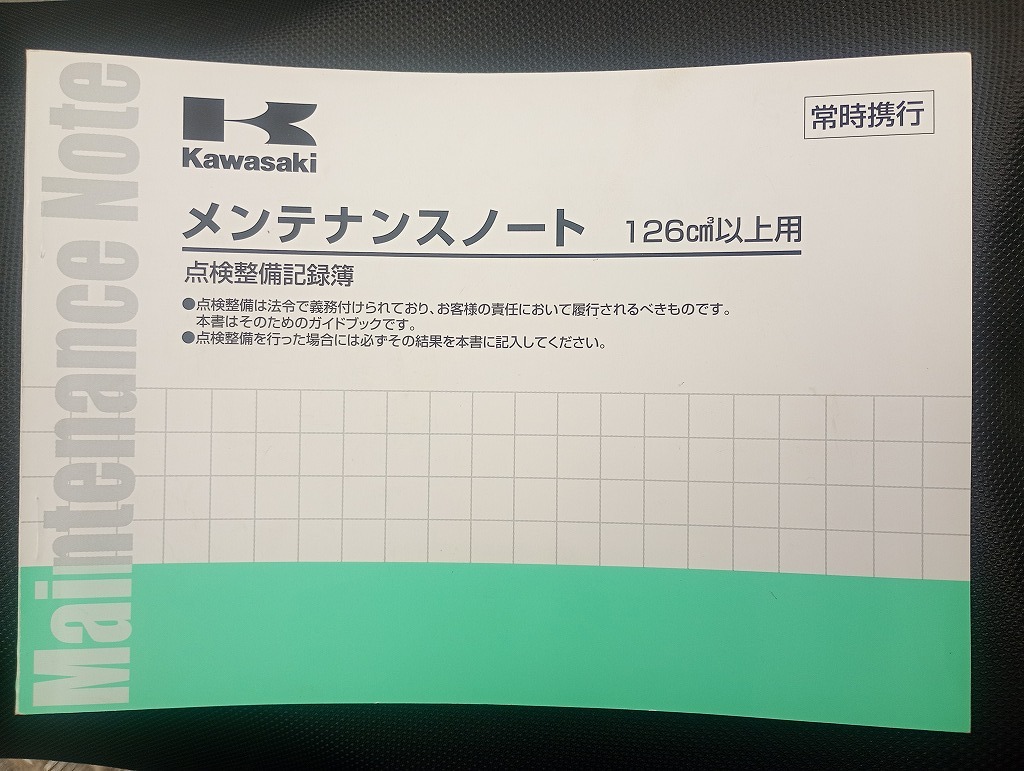 Maintenance Note
Kawasaki
常時携行
メンテナンスノート 126㎤以上用
点検整備記録簿
●点検整備は法令で義務付けられており、お客様の責任において履行されるべきものです。
本書はそのためのガイドブックです。
●点検整備を行った場合には必ずその結果を本書に記入してください。